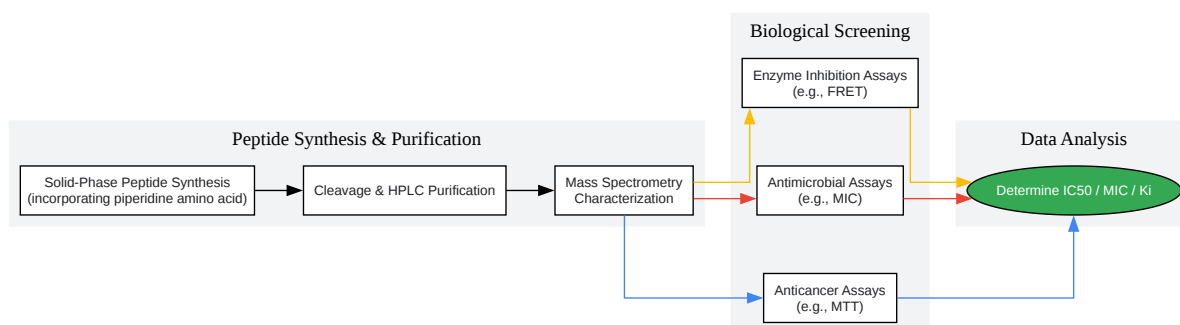 Biological Screening
Enzyme Inhibition Assays
(e.g., FRET)
Peptide Synthesis & Purification
Data Analysis
Solid-Phase Peptide Synthesis
(incorporating piperidine amino acid)
Cleavage & HPLC Purification
Mass Spectrometry
Characterization
Antimicrobial Assays
(e.g., MIC)
Determine IC50 / MIC / Ki
Anticancer Assays
(e.g., MTT)